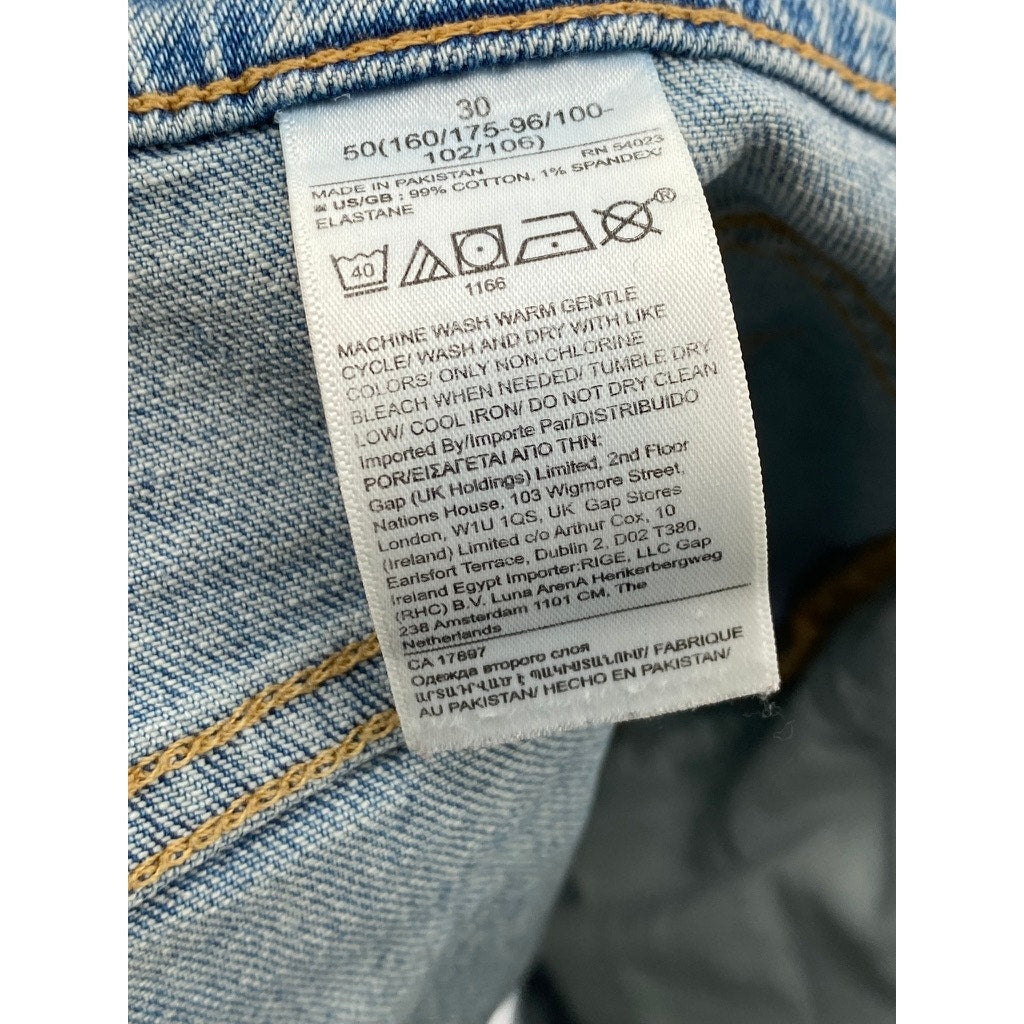 30
50(160/175-96/100-
102/106)
MADE IN PAKISTAN RN 54023
US/GB : 99% COTTON, 1% SPANDEX/
ELASTANE
40 ®
1166
MACHINE WASH WARM GENTLE
CYCLE/ WASH AND DRY WITH LIKE
COLORS/ ONLY NON-CHLORINE
BLEACH WHEN NEEDED/ TUMBLE DRY
LOW/ COOL IRON/ DO NOT DRY CLEAN
Imported By/Importe Par/DISTRIBUIDO
POR/ΕΙΣΑΓΕΤΑΙ ΑΠΟ ΤΗΝ:
Gap (UK Holdings) Limited, 2nd Floor
Nations House, 103 Wigmore Street,
London, W1U 1QS, UK Gap Stores
(Ireland) Limited c/o Arthur Cox, 10
Earlsfort Terrace, Dublin 2, D02 T380,
Ireland Egypt Importer:RIGE, LLC Gap
(RHC) B.V. Luna ArenA Herikerbergweg
238 Amsterdam 1101 CM, The
Netherlands
CA 17897
Одежда второго слоя
ԱՐՏԱԴՐՎԱԾ Է ՊԱԿԻՍՏԱՆՈՒՄ/ FABRIQUE
AU PAKISTAN/ HECHO EN PAKISTAN/